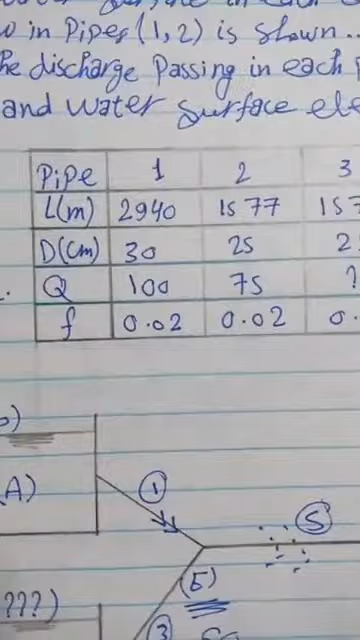 in Pipes (1,2) is shown..
he discharge Passing in each
and water surface ele
Pipe 1 2 3
L(m) 2940 1577 157
D(cm) 30 25 2
Q 100 75 ?
f 0.02 0.02 0.
A)
1
5
(E)
???)
3